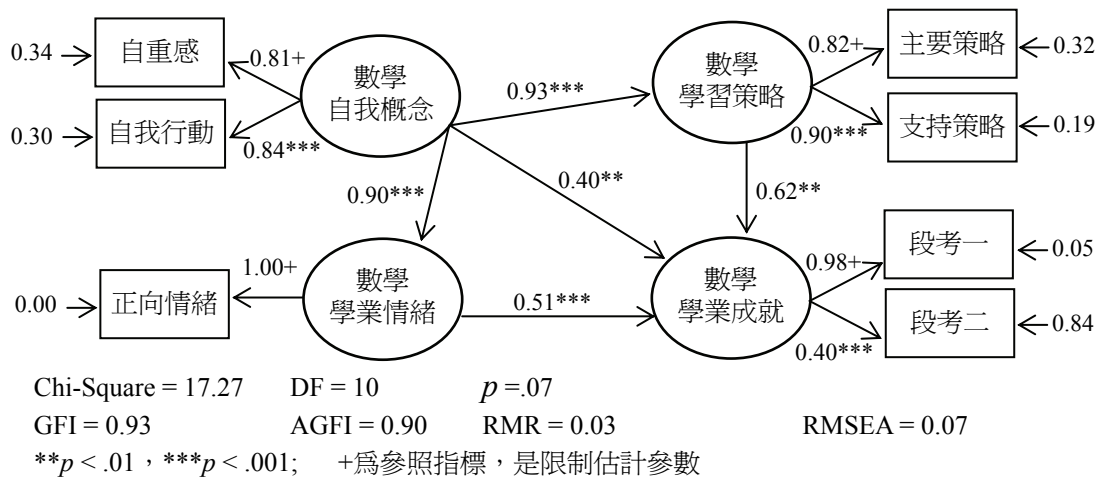 0.34
自重感
0.81+
數學
自我概念
0.93***
數學
學習策略
0.82+
主要策略
0.32
0.30
自我行動
0.84***
0.90***
支持策略
0.19
0.90***
0.40**
0.62**
0.00
正向情緒
1.00+
數學
學業情緒
0.51***
數學
學業成就
0.98+
段考一
0.05
0.40***
段考二
0.84
Chi-Square = 17.27 DF = 10 p =.07
GFI = 0.93 AGFI = 0.90 RMR = 0.03 RMSEA = 0.07
**p < .01，***p < .001; +為參照指標，是限制估計參數